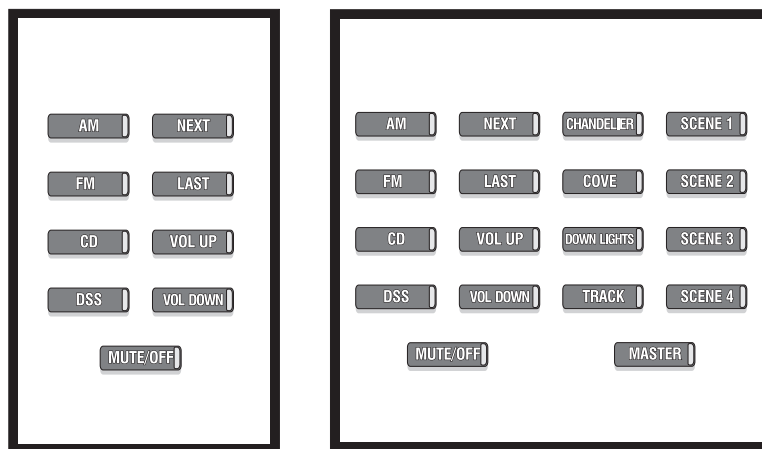 AM NEXT
FM LAST
CD VOL UP
DSS VOL DOWN
MUTE/OFF
AM NEXT CHANDELIER SCENE 1
FM LAST COVE SCENE 2
CD VOL UP DOWN LIGHTS SCENE 3
DSS VOL DOWN TRACK SCENE 4
MUTE/OFF MASTER